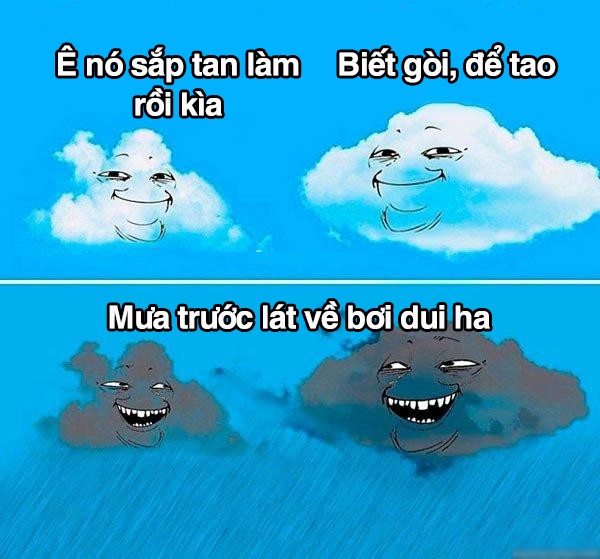 Ê nó sắp tan làm
rồi kìa
Biết gòi, để tao
Mưa trước lát về bơi dui ha